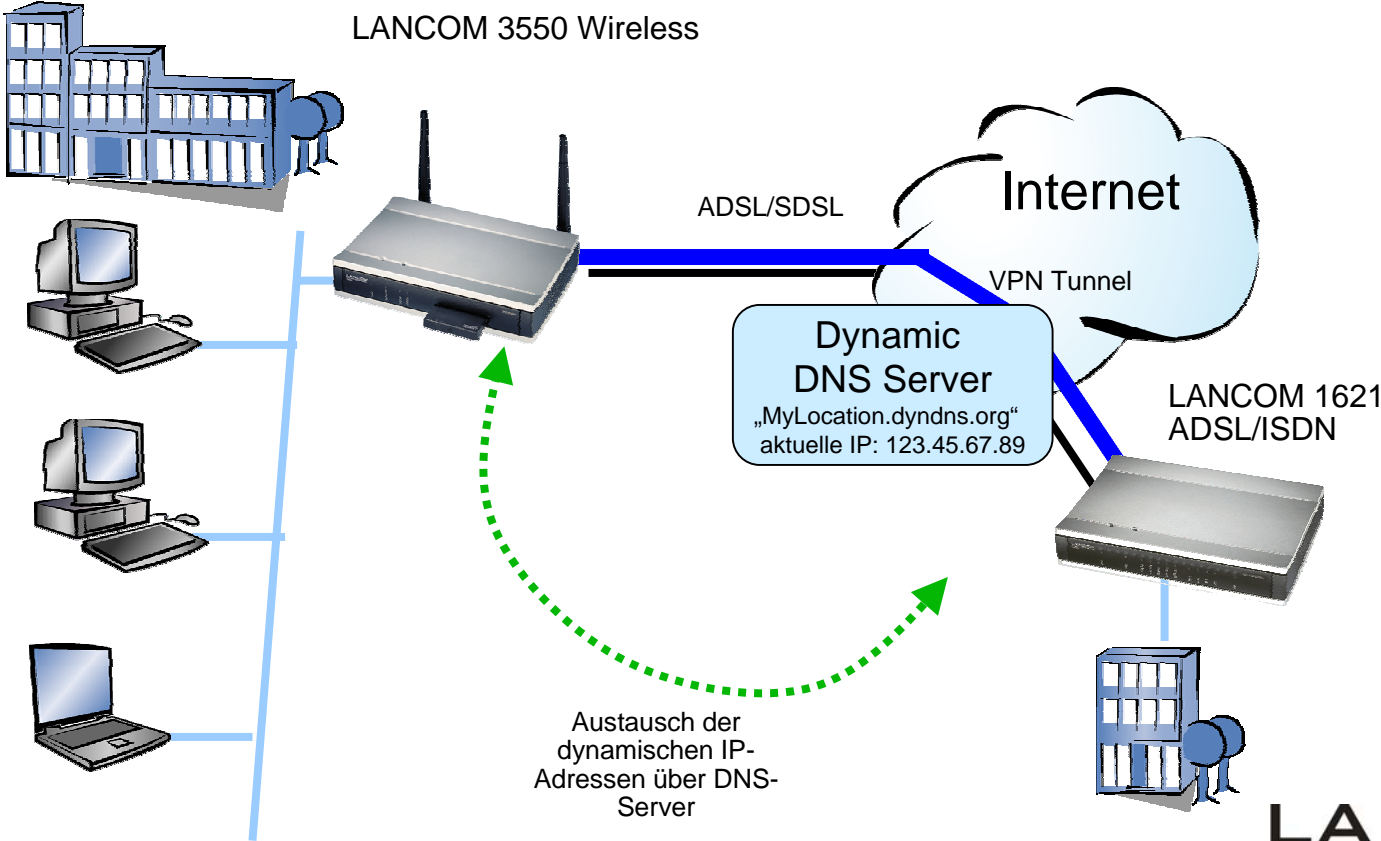 LANCOM 3550 Wireless
ADSL/SDSL
Internet
VPN Tunnel
Dynamic
DNS Server
„MyLocation.dyndns.org“
aktuelle IP: 123.45.67.89
LANCOM 1621
ADSL/ISDN
Austausch der
dynamischen IP-
Adressen über DNS-
Server
LA